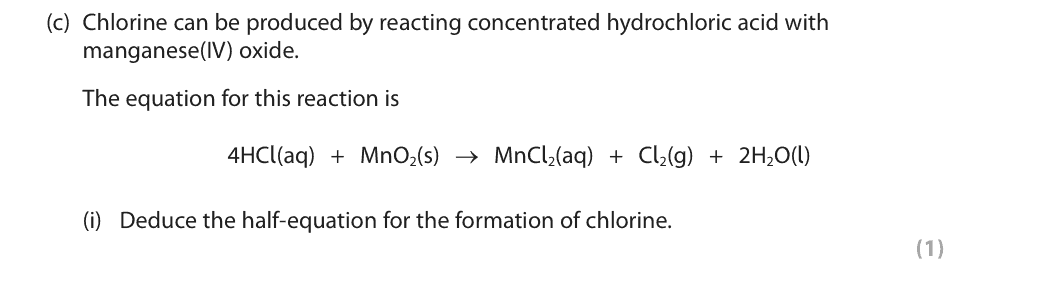 (c) Chlorine can be produced by reacting concentrated hydrochloric acid with
manganese(IV) oxide.
The equation for this reaction is
4HCl(aq) + MnO₂(s) → MnCl₂(aq) + Cl₂(g) + 2H₂O(l)
(i) Deduce the half-equation for the formation of chlorine.
(1)